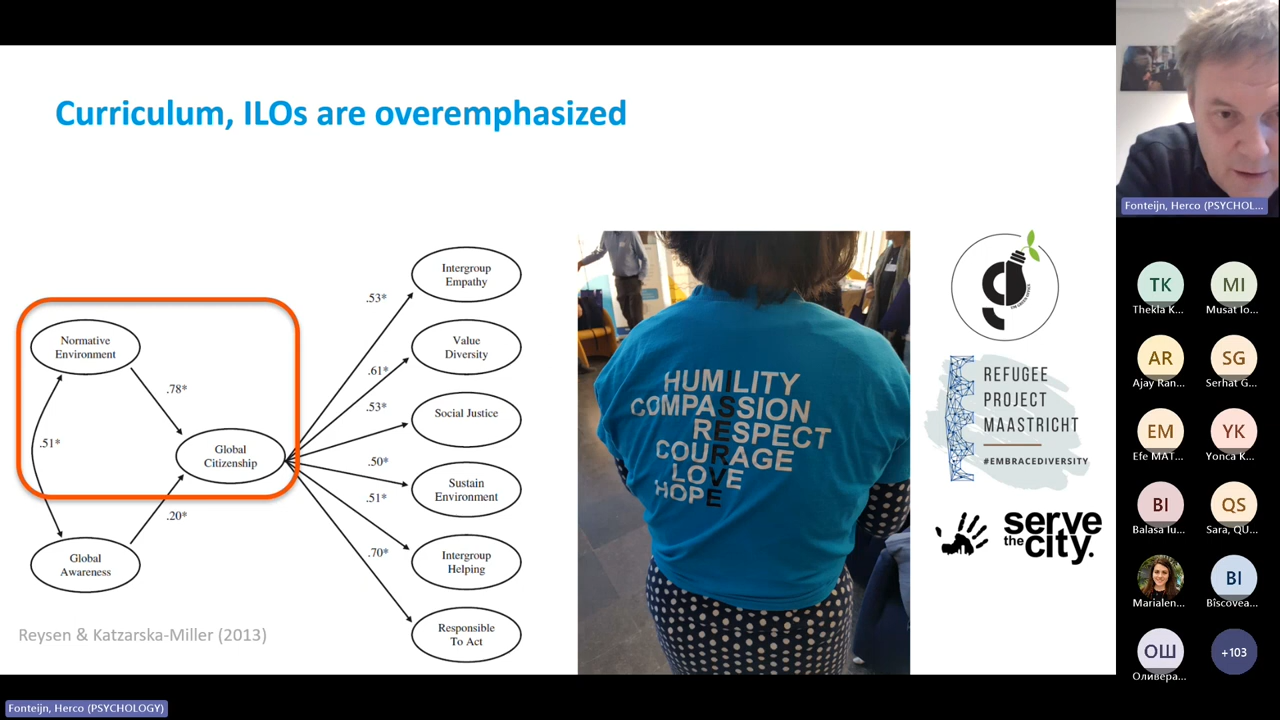 Curriculum, ILOs are overemphasized
Normative
Environment
.51*
.78*
Global
Citizenship
.20*
Global
Awareness
.53*
.61*
.53*
.50*
.51*
.70*
Intergroup
Empathy
Value
Diversity
Social Justice
Sustain
Environment
Intergroup
Helping
Responsible
To Act
Reysen & Katzarska-Miller (2013)
HUMILITY
COMPASSION
RESPECT
COURAGE
LOVE
HOPE
REFUGEE
PROJECT
MAASTRICHT
#EMBRACEDIVERSITY
serve
the city.
Fonteijn, Herco (PSYCHOL...
TK
MI
Thekla K...
Musat Io...
AR
SG
Ajay Ran...
Serhat G...
EM
YK
Efe MAT...
Yonca K...
BI
QS
Balasa Iu...
Sara, QU...
BI
Marialen...
Bîscovea...
ОШ
+103
Оливера...
Fonteijn, Herco (PSYCHOLOGY)